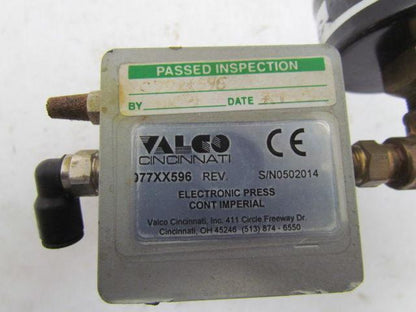 PASSED INSPECTION
BY DATE
VALCO
CINCINNATI
CE
077XX596 REV. S/N0502014
ELECTRONIC PRESS
CONT IMPERIAL
Valco Cincinnati, Inc. 411 Circle Freeway Dr.
Cincinnati, OH 45246 (513) 874 - 6550